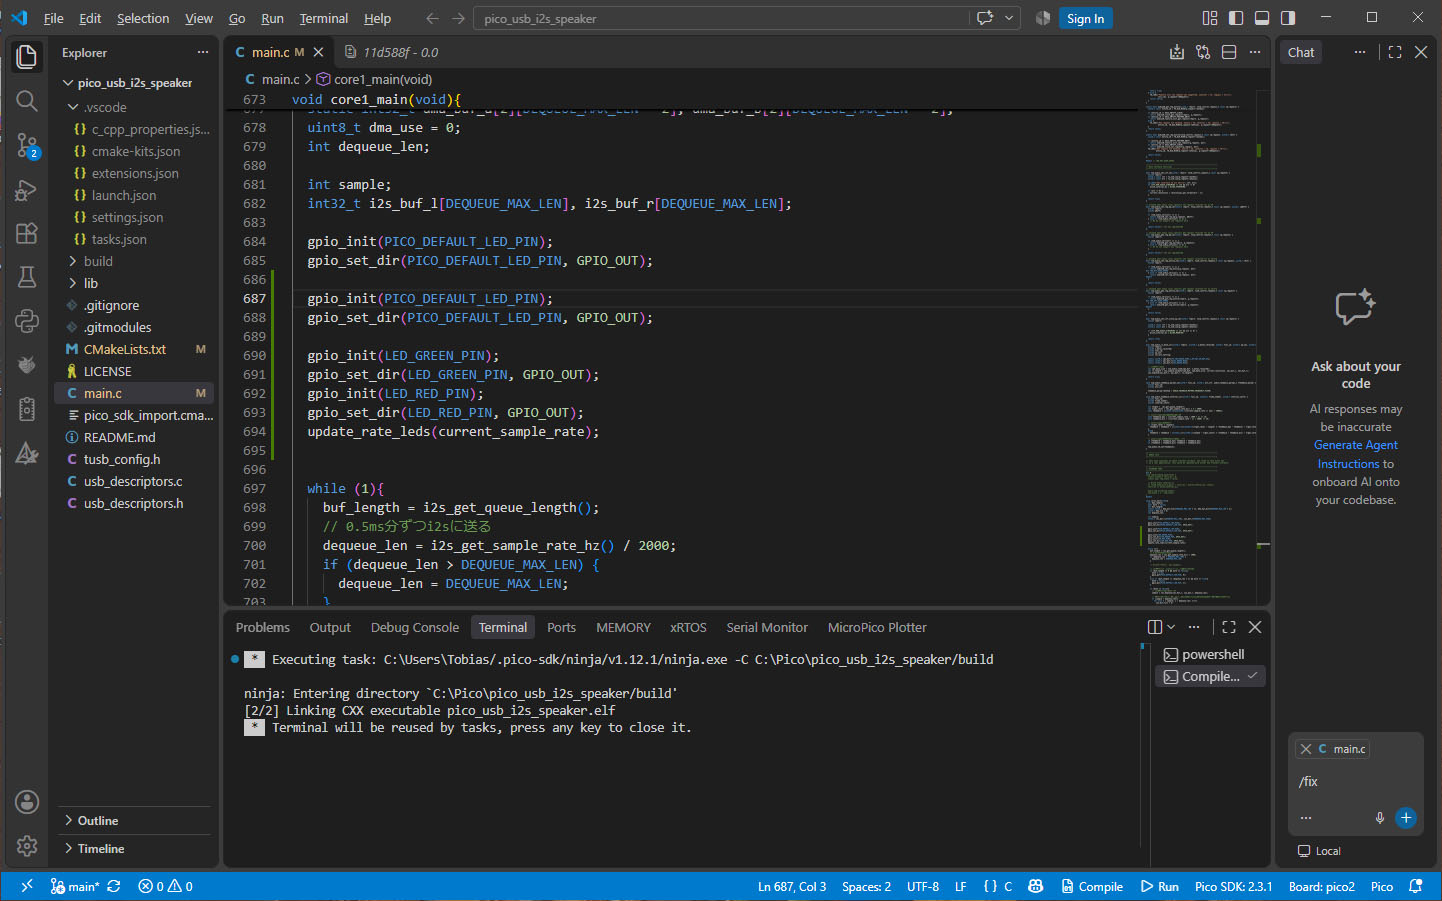 File Edit Selection View Go Run Terminal Help
pico_usb_i2s_speaker
Sign In
Explorer
pico_usb_i2s_speaker
.vscode
c_cpp_properties.js...
cmake-kits.json
extensions.json
launch.json
settings.json
tasks.json
build
lib
.gitignore
.gitmodules
CMakeLists.txt M
LICENSE
main.c M
pico_sdk_import.cma...
README.md
tusb_config.h
usb_descriptors.c
usb_descriptors.h
Outline
Timeline
2
main.c M
11d588f - 0.0
main.c > core1_main(void)
673 void core1_main(void){
678 uint8_t dma_use = 0;
679 int dequeue_len;
680
681 int sample;
682 int32_t i2s_buf_l[DEQUEUE_MAX_LEN], i2s_buf_r[DEQUEUE_MAX_LEN];
683
684 gpio_init(PICO_DEFAULT_LED_PIN);
685 gpio_set_dir(PICO_DEFAULT_LED_PIN, GPIO_OUT);
686
687 gpio_init(PICO_DEFAULT_LED_PIN);
688 gpio_set_dir(PICO_DEFAULT_LED_PIN, GPIO_OUT);
689
690 gpio_init(LED_GREEN_PIN);
691 gpio_set_dir(LED_GREEN_PIN, GPIO_OUT);
692 gpio_init(LED_RED_PIN);
693 gpio_set_dir(LED_RED_PIN, GPIO_OUT);
694 update_rate_leds(current_sample_rate);
695
696
697 while (1){
698 buf_length = i2s_get_queue_length();
699 // 0.5ms分ずつi2sに送る
700 dequeue_len = i2s_get_sample_rate_hz() / 2000;
701 if (dequeue_len > DEQUEUE_MAX_LEN) {
702 dequeue_len = DEQUEUE_MAX_LEN;
703 }
Problems Output Debug Console Terminal Ports MEMORY xRTOS Serial Monitor MicroPico Plotter
* Executing task: C:\Users\Tobias/.pico-sdk/ninja/v1.12.1/ninja.exe -C C:\Pico\pico_usb_i2s_speaker/build
ninja: Entering directory `C:\Pico\pico_usb_i2s_speaker/build'
[2/2] Linking CXX executable pico_usb_i2s_speaker.elf
* Terminal will be reused by tasks, press any key to close it.
powershell
Compile...
Chat
Ask about your
code
AI responses may
be inaccurate
Generate Agent
Instructions to
onboard AI onto
your codebase.
main.c
/fix
Local
main* 0 0
Ln 687, Col 3 Spaces: 2 UTF-8 LF { } C Compile Run Pico SDK: 2.3.1 Board: pico2 Pico